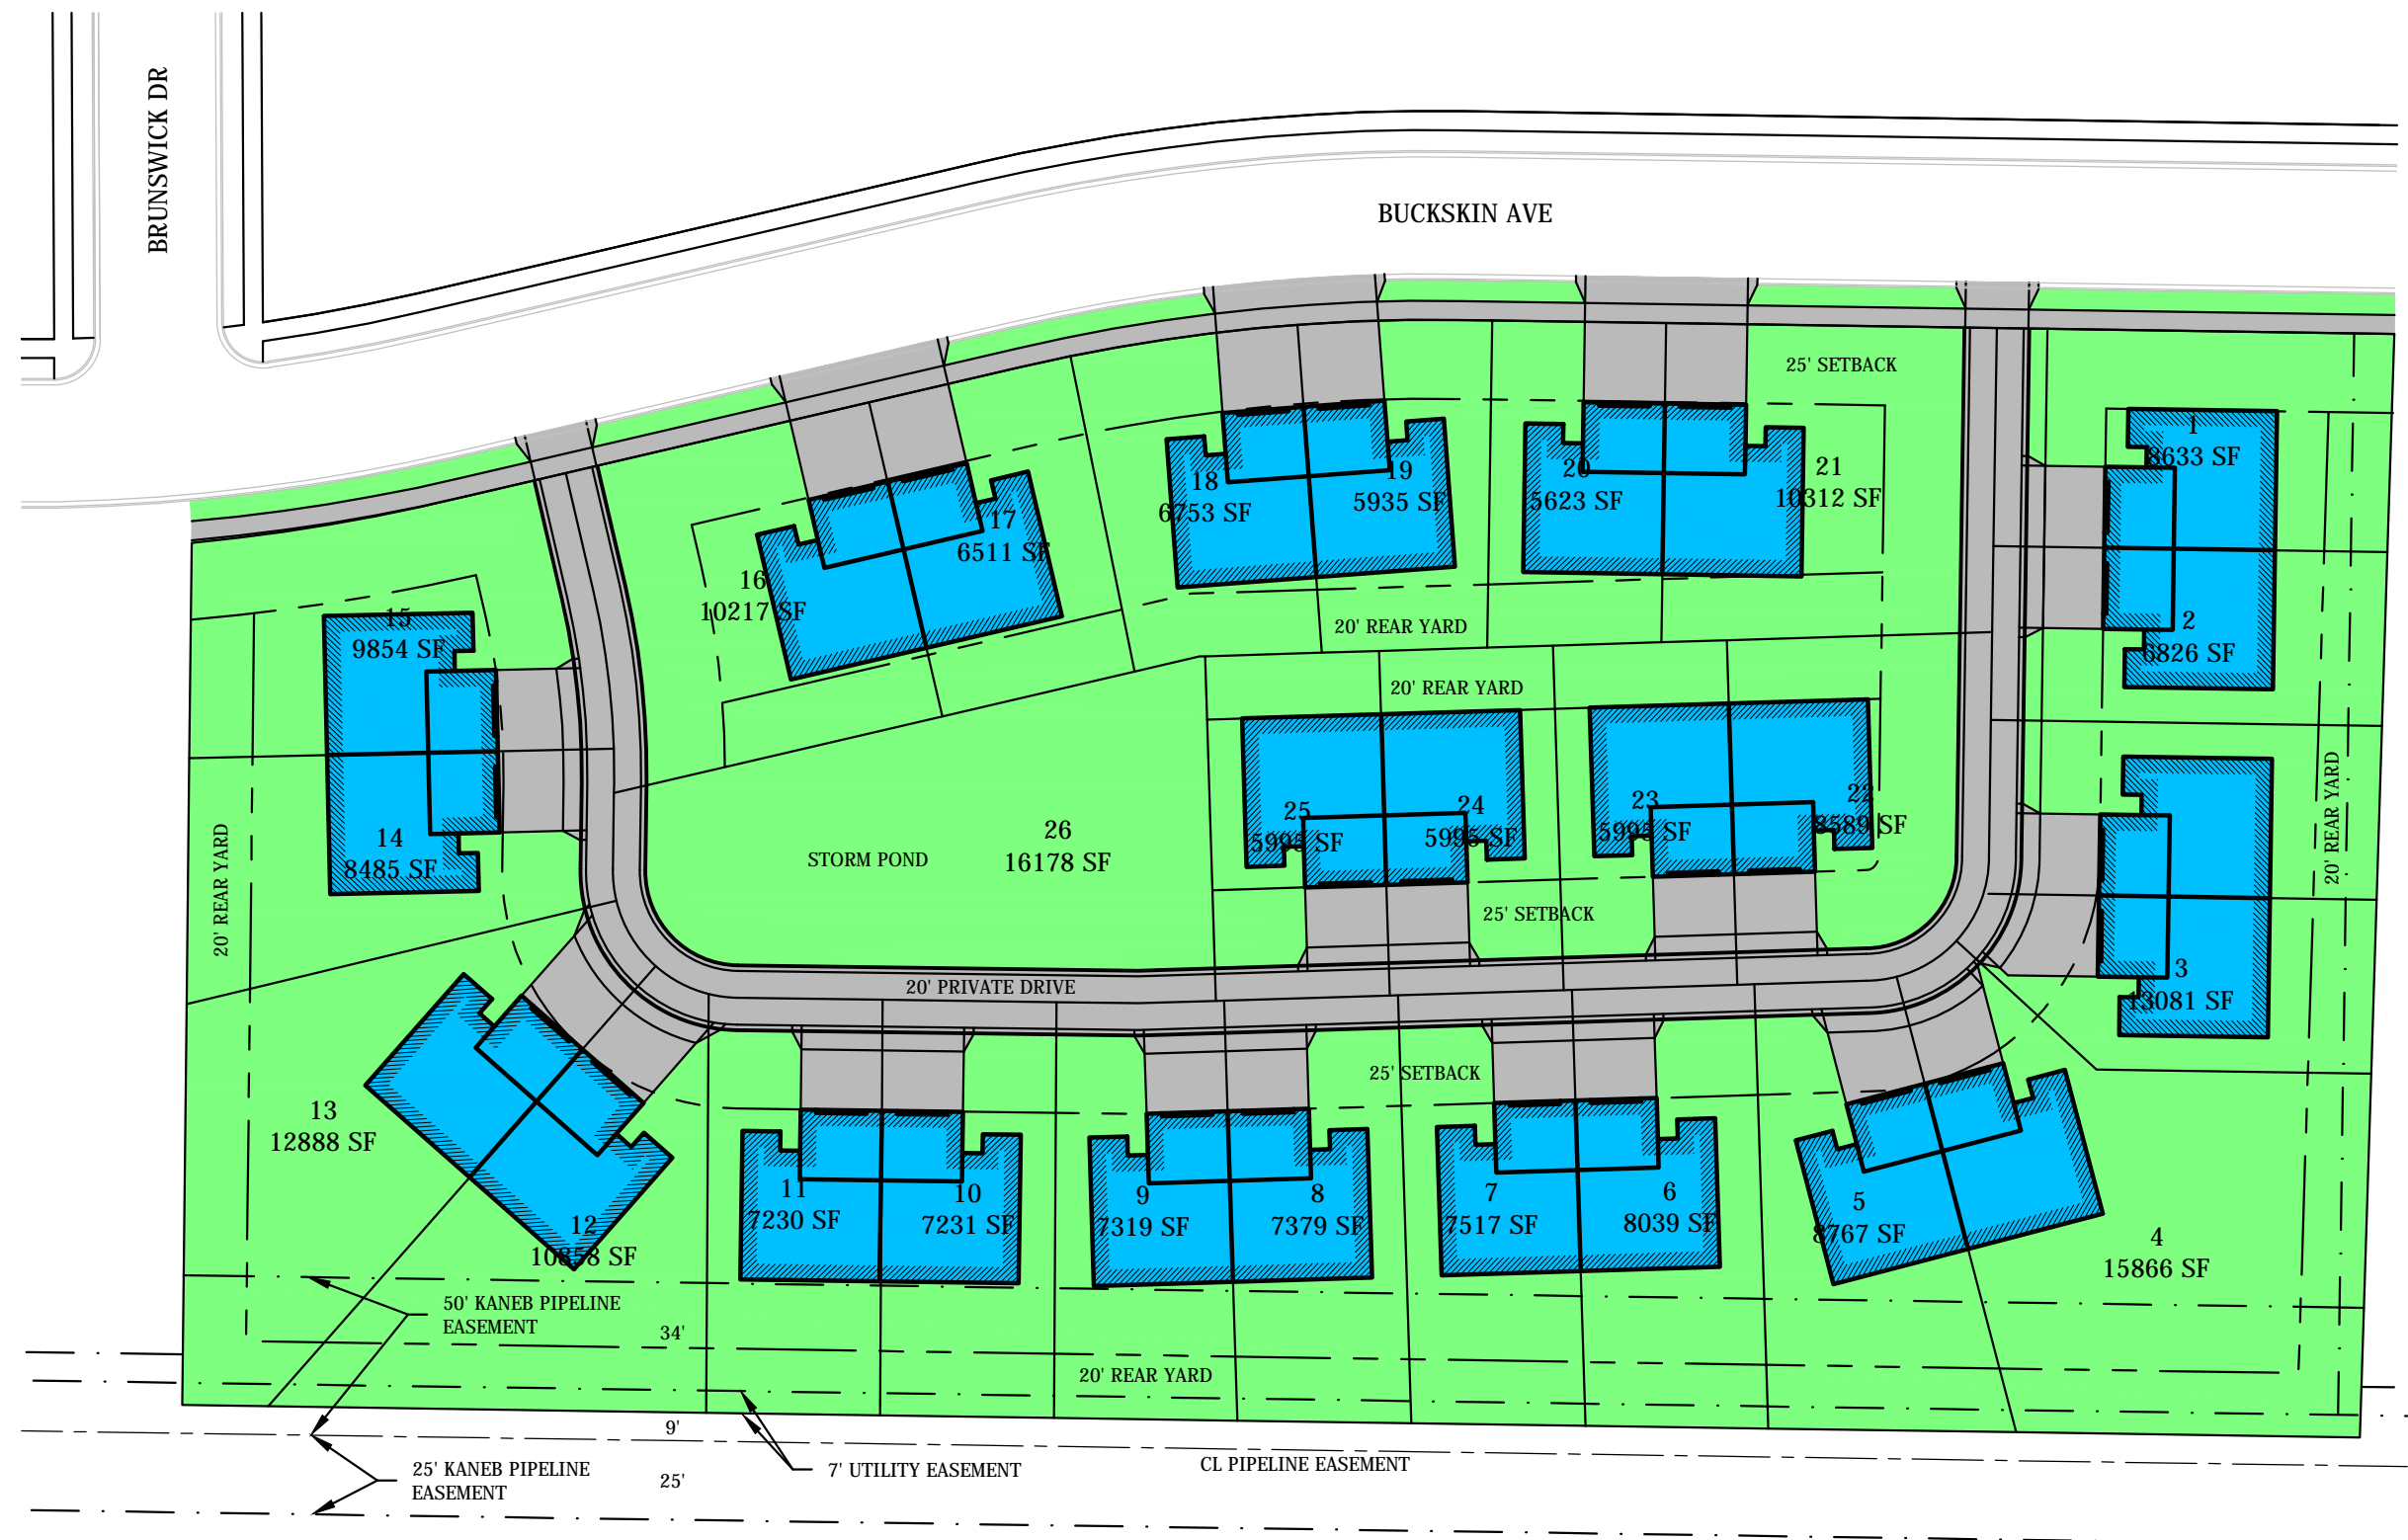 BRUNSWICK DR
BUCKSKIN AVE
25' SETBACK
1
8633 SF
2
6826 SF
21
10312 SF
20
5623 SF
19
5935 SF
18
6753 SF
17
6511 SF
16
10217 SF
15
9854 SF
14
8485 SF
20' REAR YARD
20' REAR YARD
20' REAR YARD
20' REAR YARD
26
16178 SF
STORM POND
25
5995 SF
24
5995 SF
23
5995 SF
22
8589 SF
25' SETBACK
20' PRIVATE DRIVE
3
13081 SF
25' SETBACK
13
12888 SF
12
10858 SF
11
7230 SF
10
7231 SF
9
7319 SF
8
7379 SF
7
7517 SF
6
8039 SF
5
8767 SF
4
15866 SF
50' KANEB PIPELINE
EASEMENT
34'
20' REAR YARD
9'
25'
25' KANEB PIPELINE
EASEMENT
7' UTILITY EASEMENT
CL PIPELINE EASEMENT